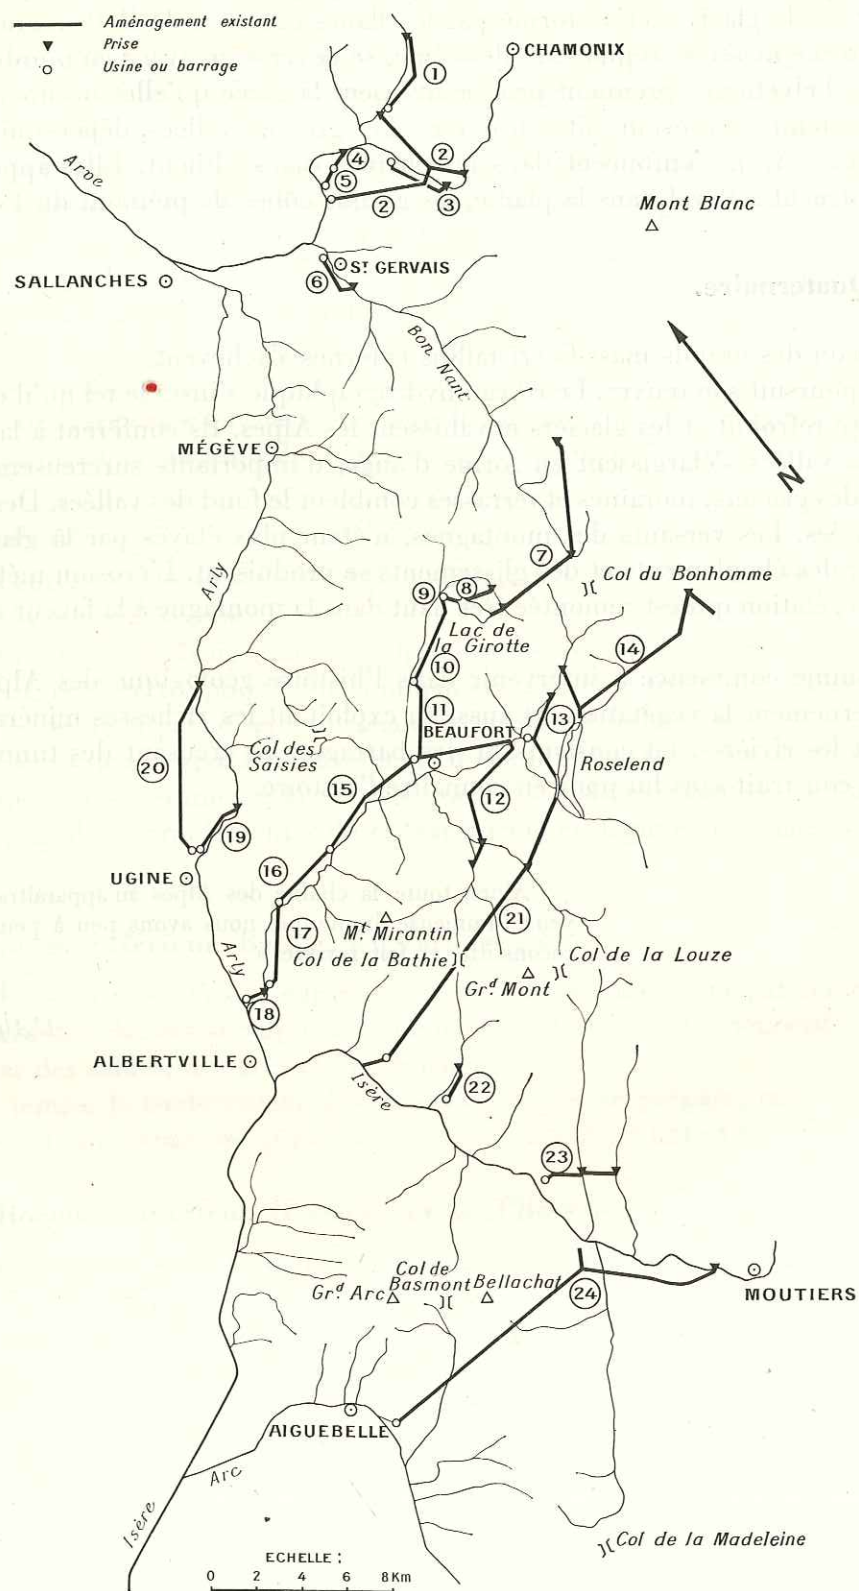 Aménagement existant
Prise
Usine ou barrage
CHAMONIX
1
2
4
5
2
3
Arve
Mont Blanc
SALLANCHES
6
St GERVAIS
Bon Nant
N
MÉGÈVE
Arly
7
Col du Bonhomme
9
8
Lac de
la Girotte
14
10
11
BEAUFORT
13
Col des
Saisies
Roselend
20
15
12
19
UGINE
16
21
Mt Mirantin
17
Col de la Bathie
Col de la Louze
Grd Mont
Arly
18
ALBERTVILLE
Isère
22
23
Col de
Basmont
Bellachat
Grd Arc
24
MOUTIERS
AIGUEBELLE
Arc
Isère
Col de la Madeleine
ECHELLE :
0 2 4 6 8 Km